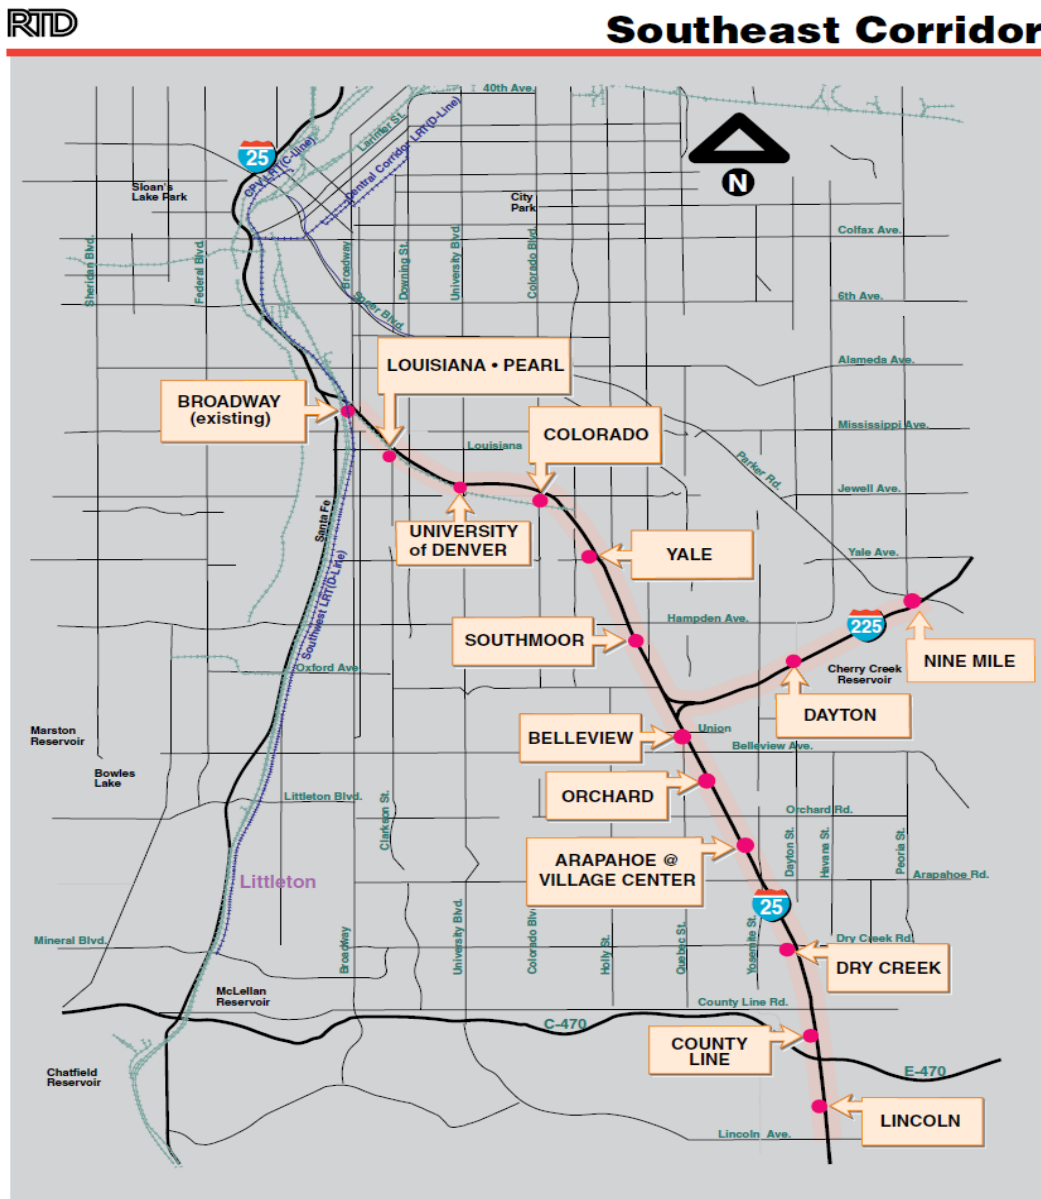 RTD
Southeast Corridor
40th Ave.
Larimer St.
Central Corridor LRT(D-Line)
25
CPV LRT(C-Line)
N
Sloan's
Lake Park
City
Park
Colfax Ave.
Sheridan Blvd.
Federal Blvd.
Broadway
Downing St.
University Blvd.
Colorado Blvd.
6th Ave.
Speer Blvd.
Alameda Ave.
LOUISIANA • PEARL
BROADWAY
(existing)
COLORADO
Mississippi Ave.
Louisiana
Parker Rd.
Jewell Ave.
Santa Fe
UNIVERSITY
of DENVER
YALE
Yale Ave.
Southwest LRT(D-Line)
Hampden Ave.
225
SOUTHMOOR
NINE MILE
Oxford Ave.
Cherry Creek
Reservoir
DAYTON
Marston
Reservoir
BELLEVIEW
Union
Belleview Ave.
Bowles
Lake
ORCHARD
Littleton Blvd.
Clarkson St.
Orchard Rd.
Dayton St.
Havana St.
Peoria St.
ARAPAHOE @
VILLAGE CENTER
Arapahoe Rd.
Littleton
25
Mineral Blvd.
Broadway
University Blvd.
Colorado Blv
Holly St.
Quebec St.
Yosemite St.
Dry Creek Rd.
DRY CREEK
McLellan
Reservoir
County Line Rd.
C-470
COUNTY
LINE
Chatfield
Reservoir
E-470
LINCOLN
Lincoln Ave.